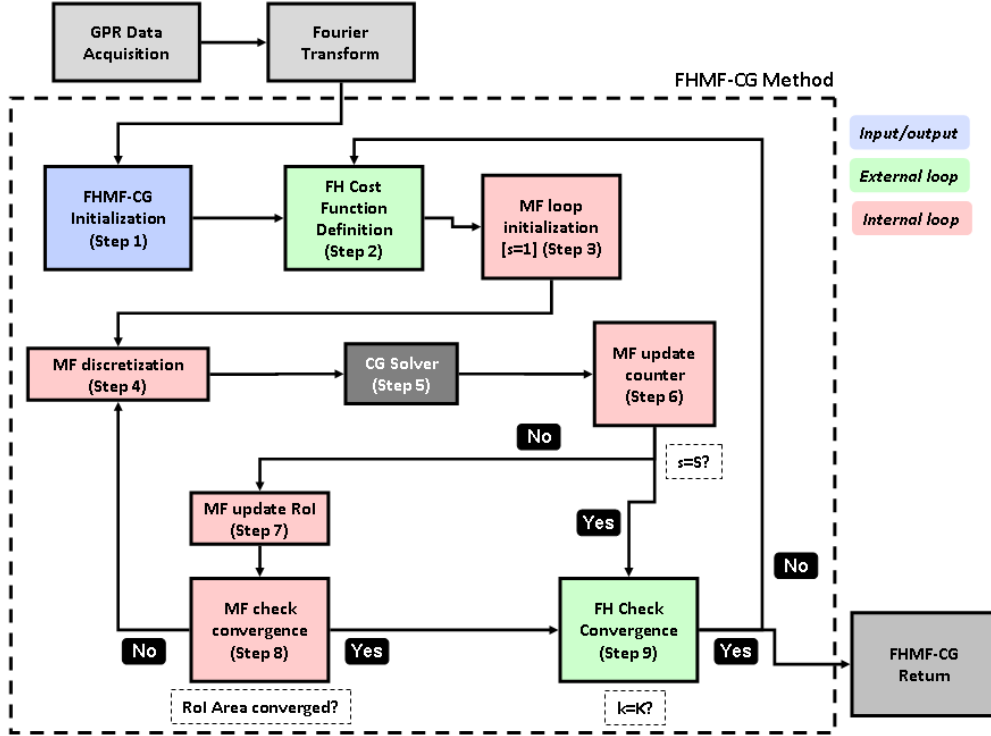 GPR Data
Acquisition
Fourier
Transform
FHMF-CG Method
Input/output
External loop
Internal loop
FHMF-CG
Initialization
(Step 1)
FH Cost
Function
Definition
(Step 2)
MF loop
initialization
[s=1] (Step 3)
MF discretization
(Step 4)
CG Solver
(Step 5)
MF update
counter
(Step 6)
No
s=S?
MF update RoI
(Step 7)
Yes
No
MF check
convergence
(Step 8)
FH Check
Convergence
(Step 9)
No
Yes
Yes
FHMF-CG
Return
RoI Area converged?
k=K?